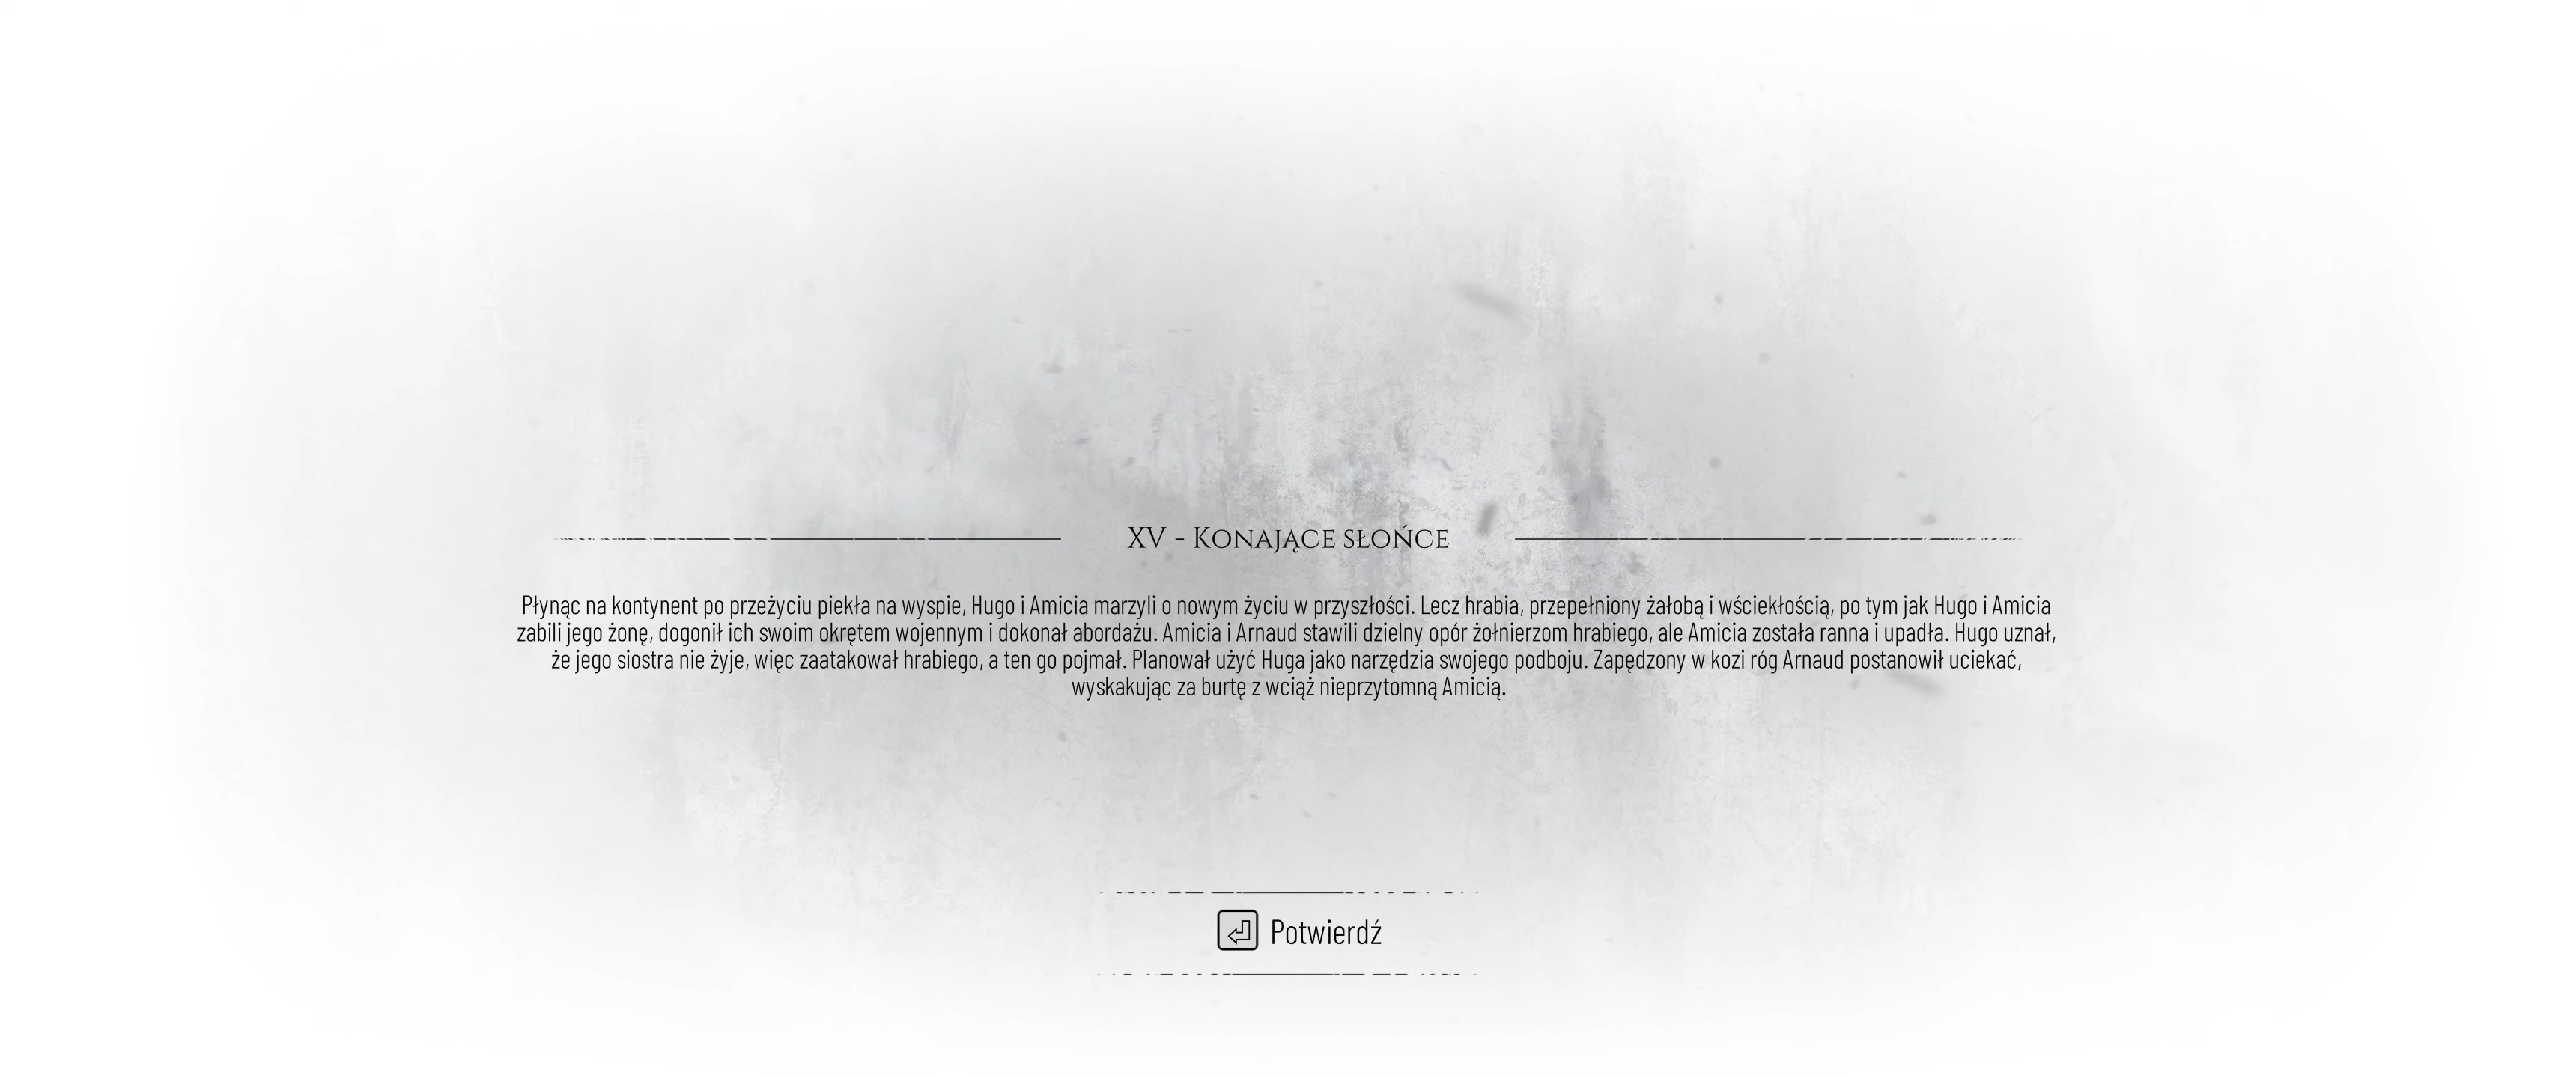 XV - Konające słońce
Płynąc na kontynent po przeżyciu piekła na wyspie, Hugo i Amicia marzyli o nowym życiu w przyszłości. Lecz hrabia, przepełniony żałobą i wściekłością, po tym jak Hugo i Amicia
zabili jego żonę, dogonił ich swoim okrętem wojennym i dokonał abordażu. Amicia i Arnaud stawili dzielny opór żołnierzom hrabiego, ale Amicia została ranna i upadła. Hugo uznał,
że jego siostra nie żyje, więc zaatakował hrabiego, a ten go pojmał. Planował użyć Huga jako narzędzia swojego podboju. Zapędzony w kozi róg Arnaud postanowił uciekać,
wyskakując za burtę z wciąż nieprzytomną Amicią.
Potwierdź